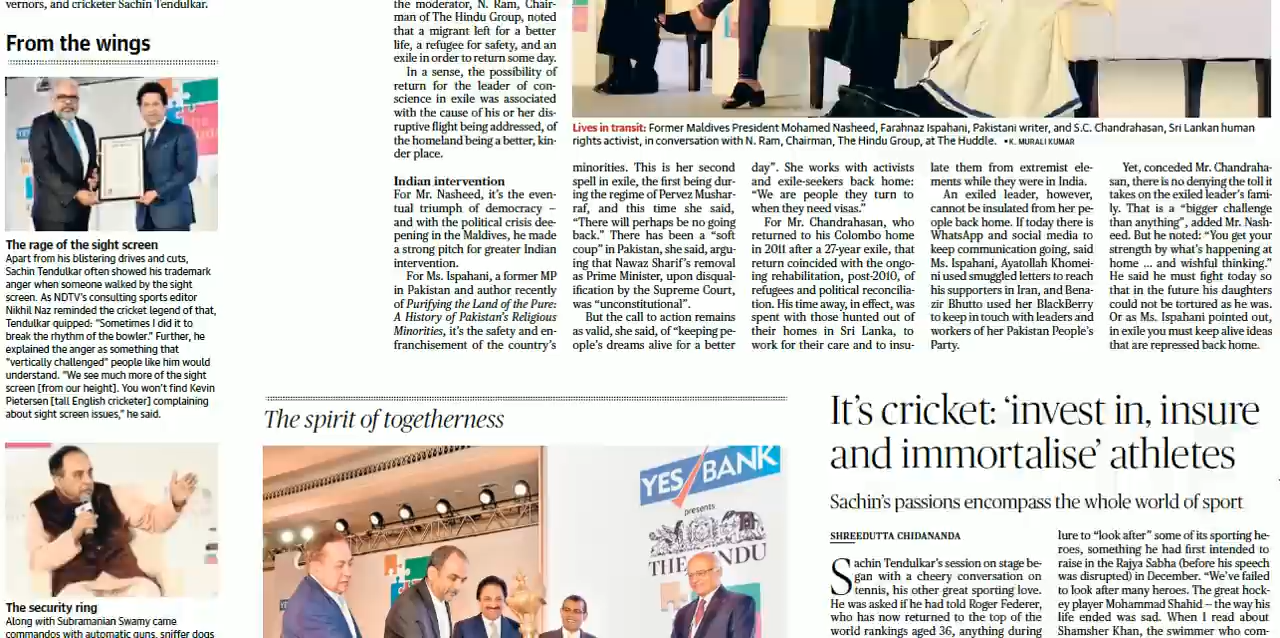 vernors, and cricketer Sachin Tendulkar.
From the wings
The rage of the sight screen
Apart from his blistering drives and cuts,
Sachin Tendulkar often showed his trademark
anger when someone walked by the sight
screen. As NDTV's consulting sports editor
Nikhil Naz reminded the cricket legend of that,
Tendulkar quipped: "Sometimes I did it to
break the rhythm of the bowler." Further, he
explained the anger as something that
"vertically challenged" people like him would
understand. "We see much more of the sight
screen [from our height]. You won't find Kevin
Pietersen [tall English cricketer] complaining
about sight screen issues," he said.
The security ring
Along with Subramanian Swamy came
commandos with automatic guns, sniffer dogs
the moderator, N. Ram, Chair-
man of The Hindu Group, noted
that a migrant left for a better
life, a refugee for safety, and an
exile in order to return some day.
In a sense, the possibility of
return for the leader of con-
science in exile was associated
with the cause of his or her dis-
ruptive flight being addressed, of
the homeland being a better, kin-
der place.
Indian intervention
For Mr. Nasheed, it's the even-
tual triumph of democracy –
and with the political crisis dee-
pening in the Maldives, he made
a strong pitch for greater Indian
intervention.
For Ms. Ispahani, a former MP
in Pakistan and author recently
of Purifying the Land of the Pure:
A History of Pakistan's Religious
Minorities, it's the safety and en-
franchisement of the country's
Lives in transit: Former Maldives President Mohamed Nasheed, Farahnaz Ispahani, Pakistani writer, and S.C. Chandrahasan, Sri Lankan human
rights activist, in conversation with N. Ram, Chairman, The Hindu Group, at The Huddle. •K. MURALI KUMAR
minorities. This is her second
spell in exile, the first being dur-
ing the regime of Pervez Mushar-
raf, and this time she said,
"There will perhaps be no going
back." There has been a "soft
coup" in Pakistan, she said, argu-
ing that Nawaz Sharif's removal
as Prime Minister, upon disqual-
ification by the Supreme Court,
was "unconstitutional".
But the call to action remains
as valid, she said, of "keeping pe-
ople's dreams alive for a better
day". She works with activists
and exile-seekers back home:
"We are people they turn to
when they need visas."
For Mr. Chandrahasan, who
returned to his Colombo home
in 2011 after a 27-year exile, that
return coincided with the ongo-
ing rehabilitation, post-2010, of
refugees and political reconcilia-
tion. His time away, in effect, was
spent with those hunted out of
their homes in Sri Lanka, to
work for their care and to insu-
late them from extremist ele-
ments while they were in India.
An exiled leader, however,
cannot be insulated from her pe-
ople back home. If today there is
WhatsApp and social media to
keep communication going, said
Ms. Ispahani, Ayatollah Khomei-
ni used smuggled letters to reach
his supporters in Iran, and Bena-
zir Bhutto used her BlackBerry
to keep in touch with leaders and
workers of her Pakistan People's
Party.
Yet, conceded Mr. Chandraha-
san, there is no denying the toll it
takes on the exiled leader's fami-
ly. That is a "bigger challenge
than anything", added Mr. Nash-
eed. But he noted: "You get your
strength by what's happening at
home ... and wishful thinking."
He said he must fight today so
that in the future his daughters
could not be tortured as he was.
Or as Ms. Ispahani pointed out,
in exile you must keep alive ideas
that are repressed back home.
The spirit of togetherness
YES BANK
presents
THE HINDU
It's cricket: 'invest in, insure
and immortalise' athletes
Sachin's passions encompass the whole world of sport
SHREEDUTTA CHIDANANDA
Sachin Tendulkar's session on stage be-
gan with a cheery conversation on
tennis, his other great sporting love.
He was asked if he had told Roger Federer,
who has now returned to the top of the
world rankings aged 36, anything during
lure to "look after" some of its sporting he-
roes, something he had first intended to
raise in the Rajya Sabha (before his speech
was disrupted) in December. "We've failed
to look after many heroes. The great hoc-
key player Mohammad Shahid – the way his
life ended was sad. When I read about
Shamsher Khan, the swimmer who com-